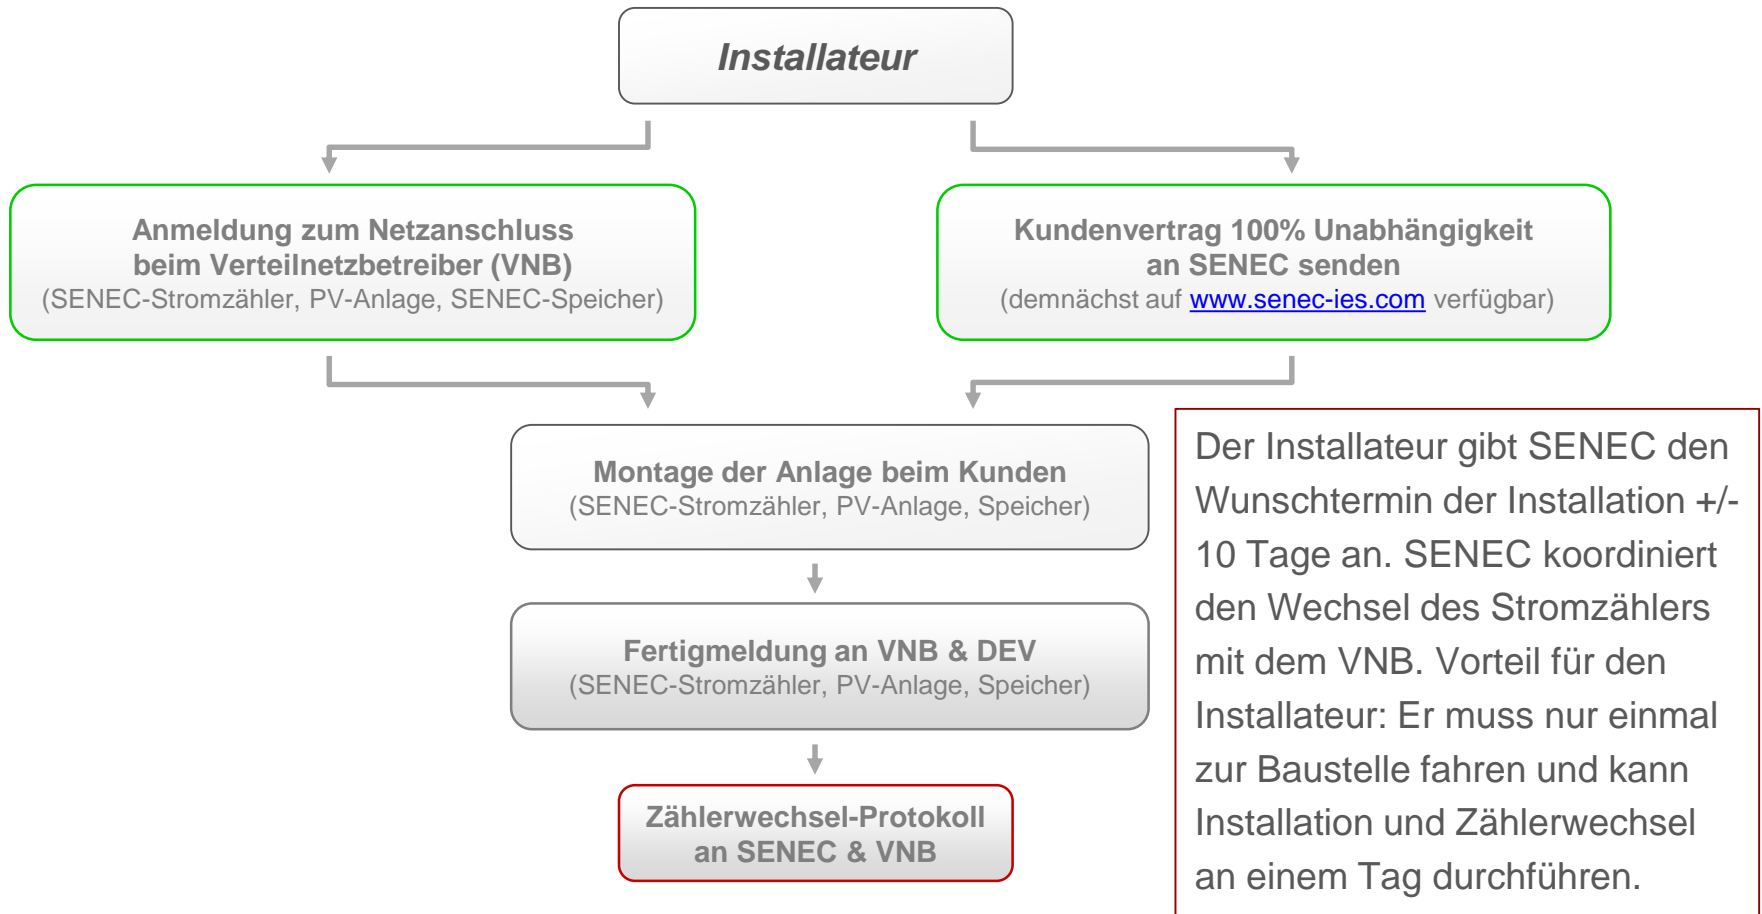 Installateur
Anmeldung zum Netzanschluss
beim Verteilnetzbetreiber (VNB)
(SENEC-Stromzähler, PV-Anlage, SENEC-Speicher)
Kundenvertrag 100% Unabhängigkeit
an SENEC senden
(demnächst auf www.senec-ies.com verfügbar)
Montage der Anlage beim Kunden
(SENEC-Stromzähler, PV-Anlage, Speicher)
Fertigmeldung an VNB & DEV
(SENEC-Stromzähler, PV-Anlage, Speicher)
Zählerwechsel-Protokoll
an SENEC & VNB
Der Installateur gibt SENEC den
Wunschtermin der Installation +/-
10 Tage an. SENEC koordiniert
den Wechsel des Stromzählers
mit dem VNB. Vorteil für den
Installateur: Er muss nur einmal
zur Baustelle fahren und kann
Installation und Zählerwechsel
an einem Tag durchführen.